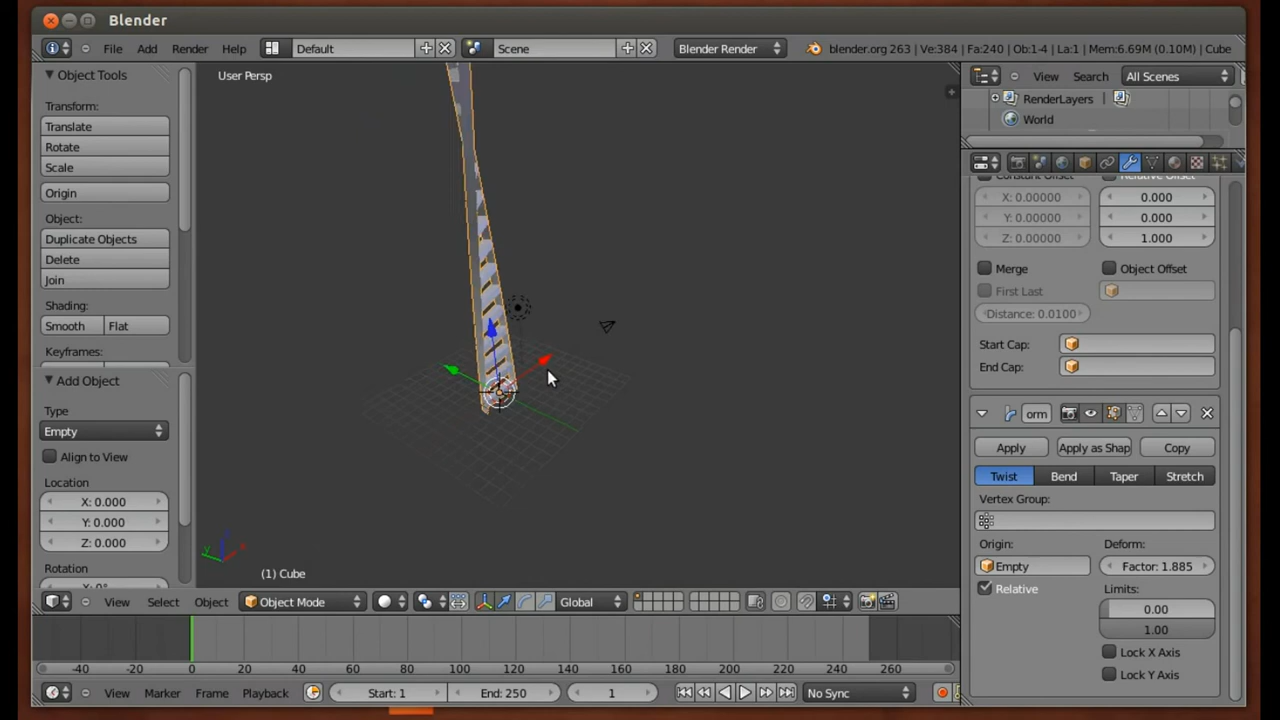 Blender
File Add Render Help Default Scene Blender Render blender.org 263 | Ve:384 | Fa:240 | Ob:1-4 | La:1 | Mem:6.69M (0.10M) | Cube
Object Tools
Transform:
Translate
Rotate
Scale
Origin
Object:
Duplicate Objects
Delete
Join
Shading:
Smooth Flat
Keyframes:
Add Object
Type
Empty
Align to View
Location
X: 0.000
Y: 0.000
Z: 0.000
Rotation
X: 0°
User Persp
(1) Cube
View Select Object Object Mode Global
-40 -20 0 20 40 60 80 100 120 140 160 180 200 220 240 260
View Marker Frame Playback Start: 1 End: 250 1 No Sync
View Search All Scenes
RenderLayers |
World
Constant Offset Relative Offset
X: 0.00000 0.000
Y: 0.00000 0.000
Z: 0.00000 1.000
Merge Object Offset
First Last
Distance: 0.0100
Start Cap:
End Cap:
orm
Apply Apply as Shap Copy
Twist Bend Taper Stretch
Vertex Group:
Origin: Deform:
Empty Factor: 1.885
Relative Limits:
0.00
1.00
Lock X Axis
Lock Y Axis